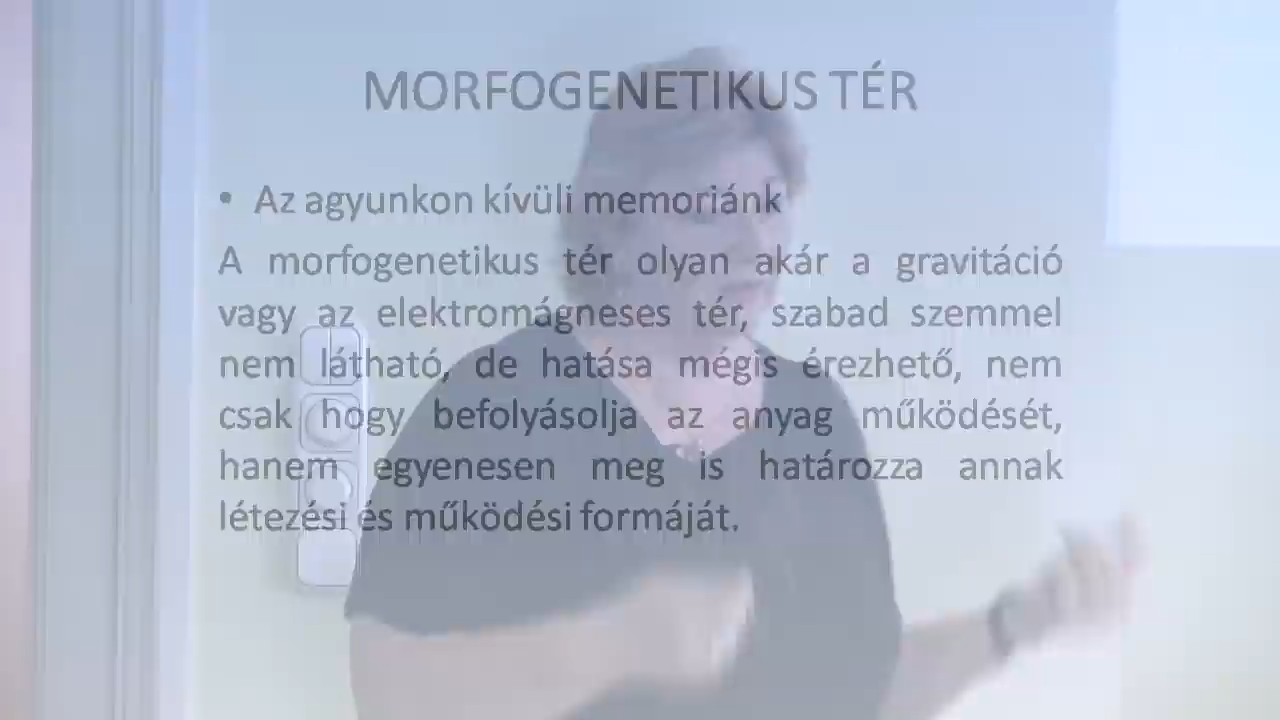 MORFOGENETIKUS TÉR
• Az agyunkon kívüli memoriánk
A morfogenetikus tér olyan akár a gravitáció
vagy az elektromágneses tér, szabad szemmel
nem látható, de hatása mégis érezhető, nem
csak hogy befolyásolja az anyag működését,
hanem egyenesen meg is határozza annak
létezési és működési formáját.